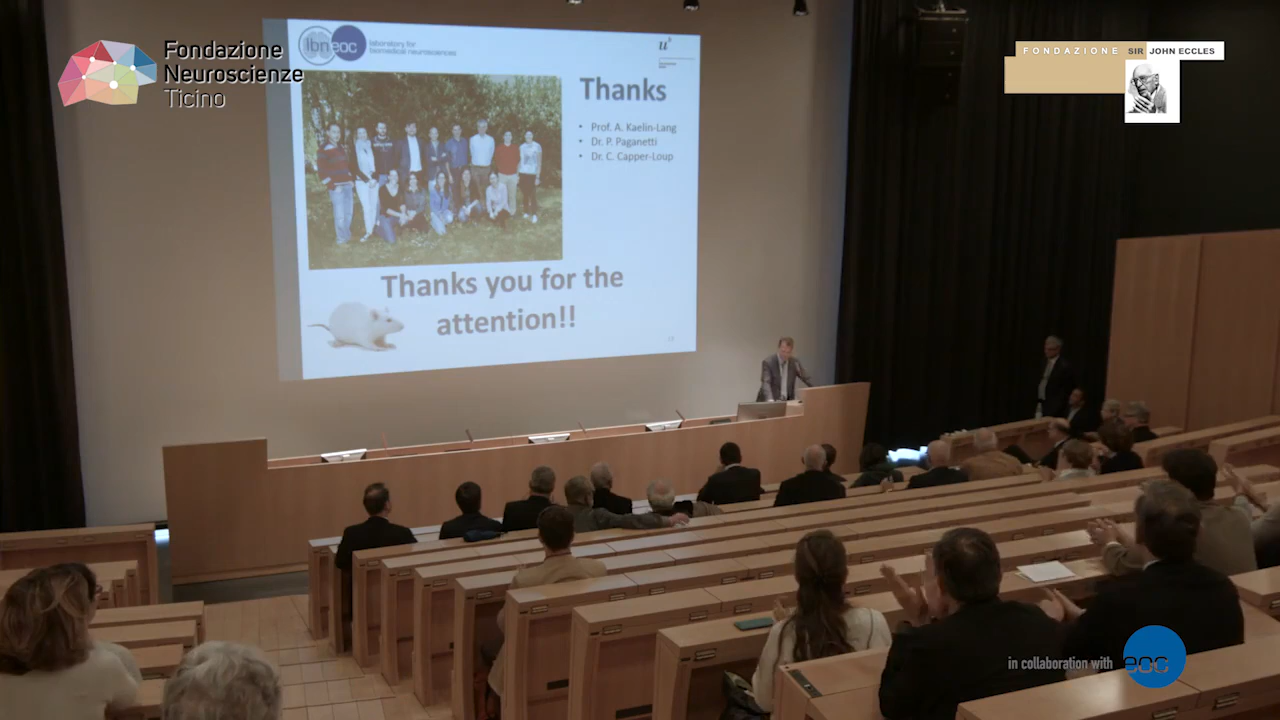 Fondazione
Neuroscienze
Ticino
lbn eoc
laboratory for
biomedical neurosciences
FONDAZIONE SIR JOHN ECCLES
Thanks
• Prof. A. Kaelin-Lang
• Dr. P. Paganetti
• Dr. C. Capper-Loup
Thanks you for the
attention!!
in collaboration with eoc